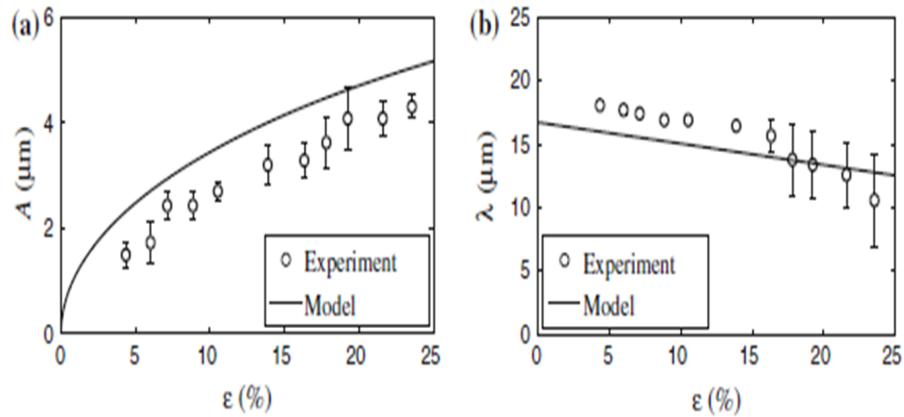 (a)
6
4
2
0
A (μm)
0 5 10 15 20 25
ε (%)
Experiment
Model
(b)
25
20
15
10
5
0
λ (μm)
0 5 10 15 20 25
ε (%)
Experiment
Model